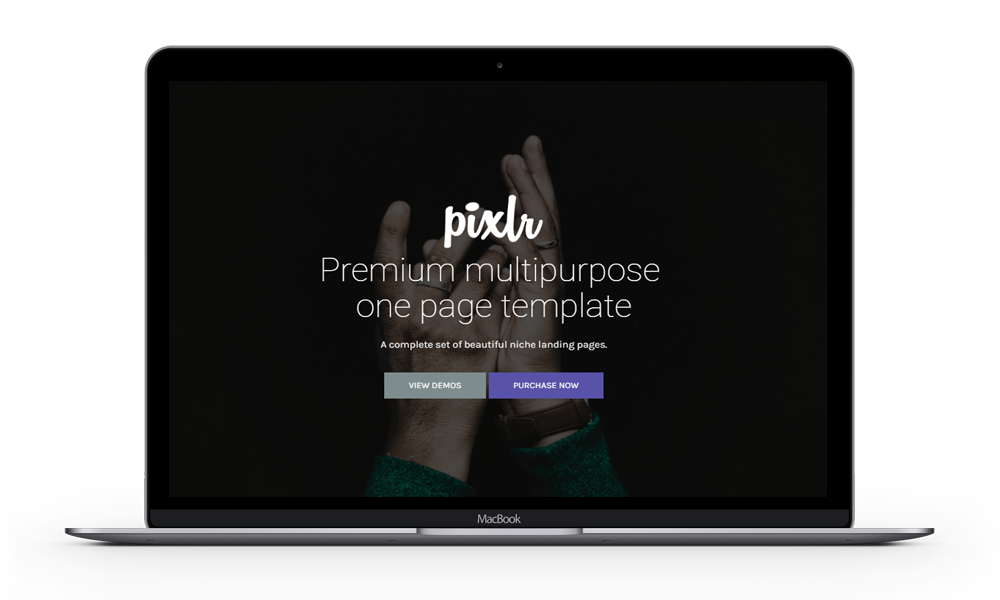 pixlr
Premium multipurpose
one page template
A complete set of beautiful niche landing pages.
VIEW DEMOS
PURCHASE NOW
MacBook